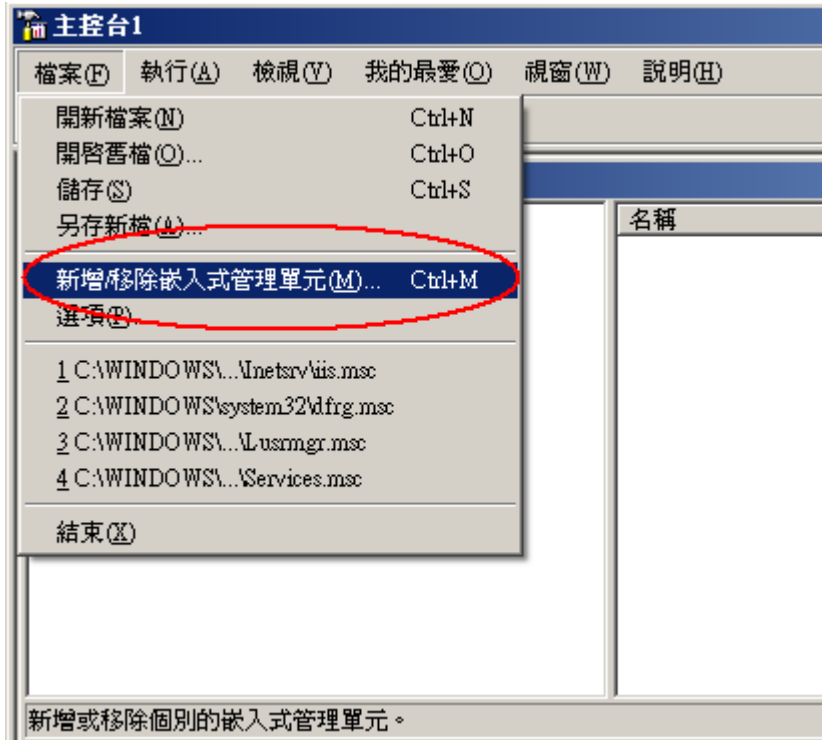 主控台1
檔案(F) 執行(A) 檢視(V) 我的最愛(O) 視窗(W) 說明(H)
開新檔案(N) Ctrl+N
開啓舊檔(O)... Ctrl+O
儲存(S) Ctrl+S
另存新檔(A)...
名稱
新增/移除嵌入式管理單元(M)... Ctrl+M
選項(P)...
1 C:\WINDOWS\...\Inetsrv\iis.msc
2 C:\WINDOWS\system32\dfrg.msc
3 C:\WINDOWS\...\Lusrmgr.msc
4 C:\WINDOWS\...\Services.msc
結束(X)
新增或移除個別的嵌入式管理單元。